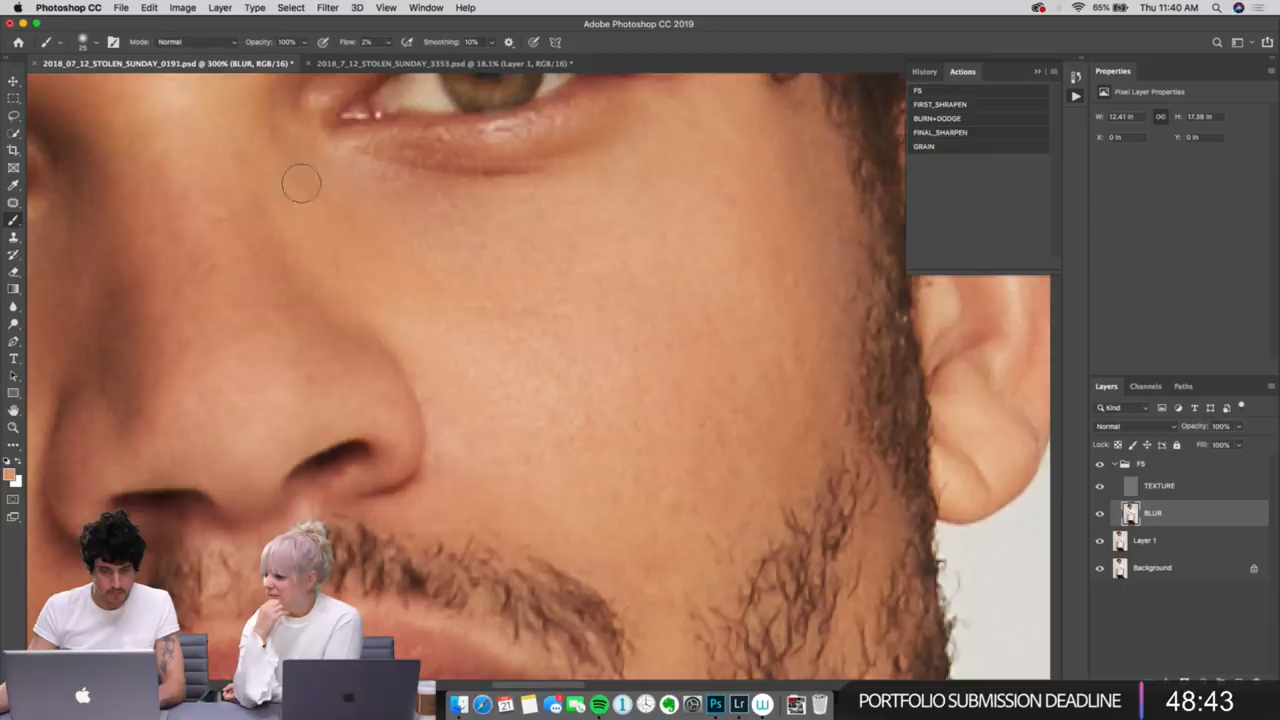 Photoshop CC File Edit Image Layer Type Select Filter 3D View Window Help 65% Thu 11:40 AM
Adobe Photoshop CC 2019
25 Mode: Normal Opacity: 100% Flow: 2% Smoothing: 10%
2018_07_12_STOLEN_SUNDAY_0191.psd @ 300% (BLUR, RGB/16) * 2018_7_12_STOLEN_SUNDAY_3353.psd @ 18.1% (Layer 1, RGB/16) *
History Actions
FS
FIRST_SHRAPEN
BURN+DODGE
FINAL_SHARPEN
GRAIN
Properties
Pixel Layer Properties
W: 12.41 in H: 17.38 in
X: 0 in Y: 0 in
Layers Channels Paths
Kind
Normal Opacity: 100%
Lock: Fill: 100%
FS
TEXTURE
BLUR
Layer 1
Background
PORTFOLIO SUBMISSION DEADLINE 48:43